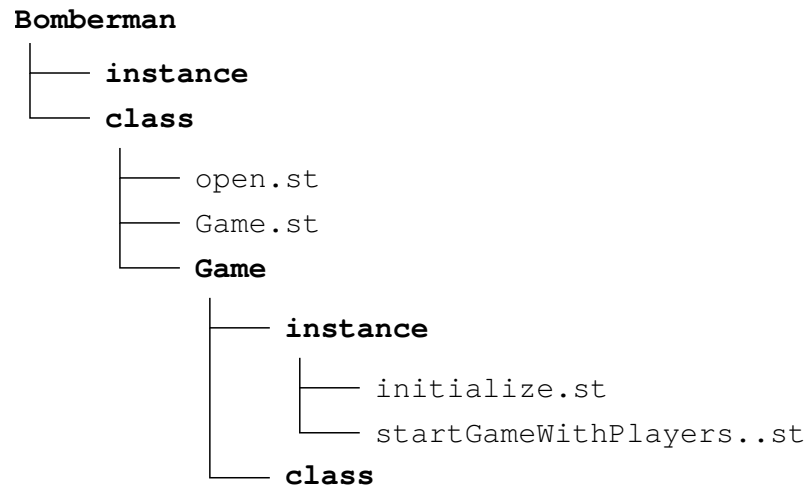 Bomberman
instance
class
open.st
Game.st
Game
instance
initialize.st
startGameWithPlayers..st
class